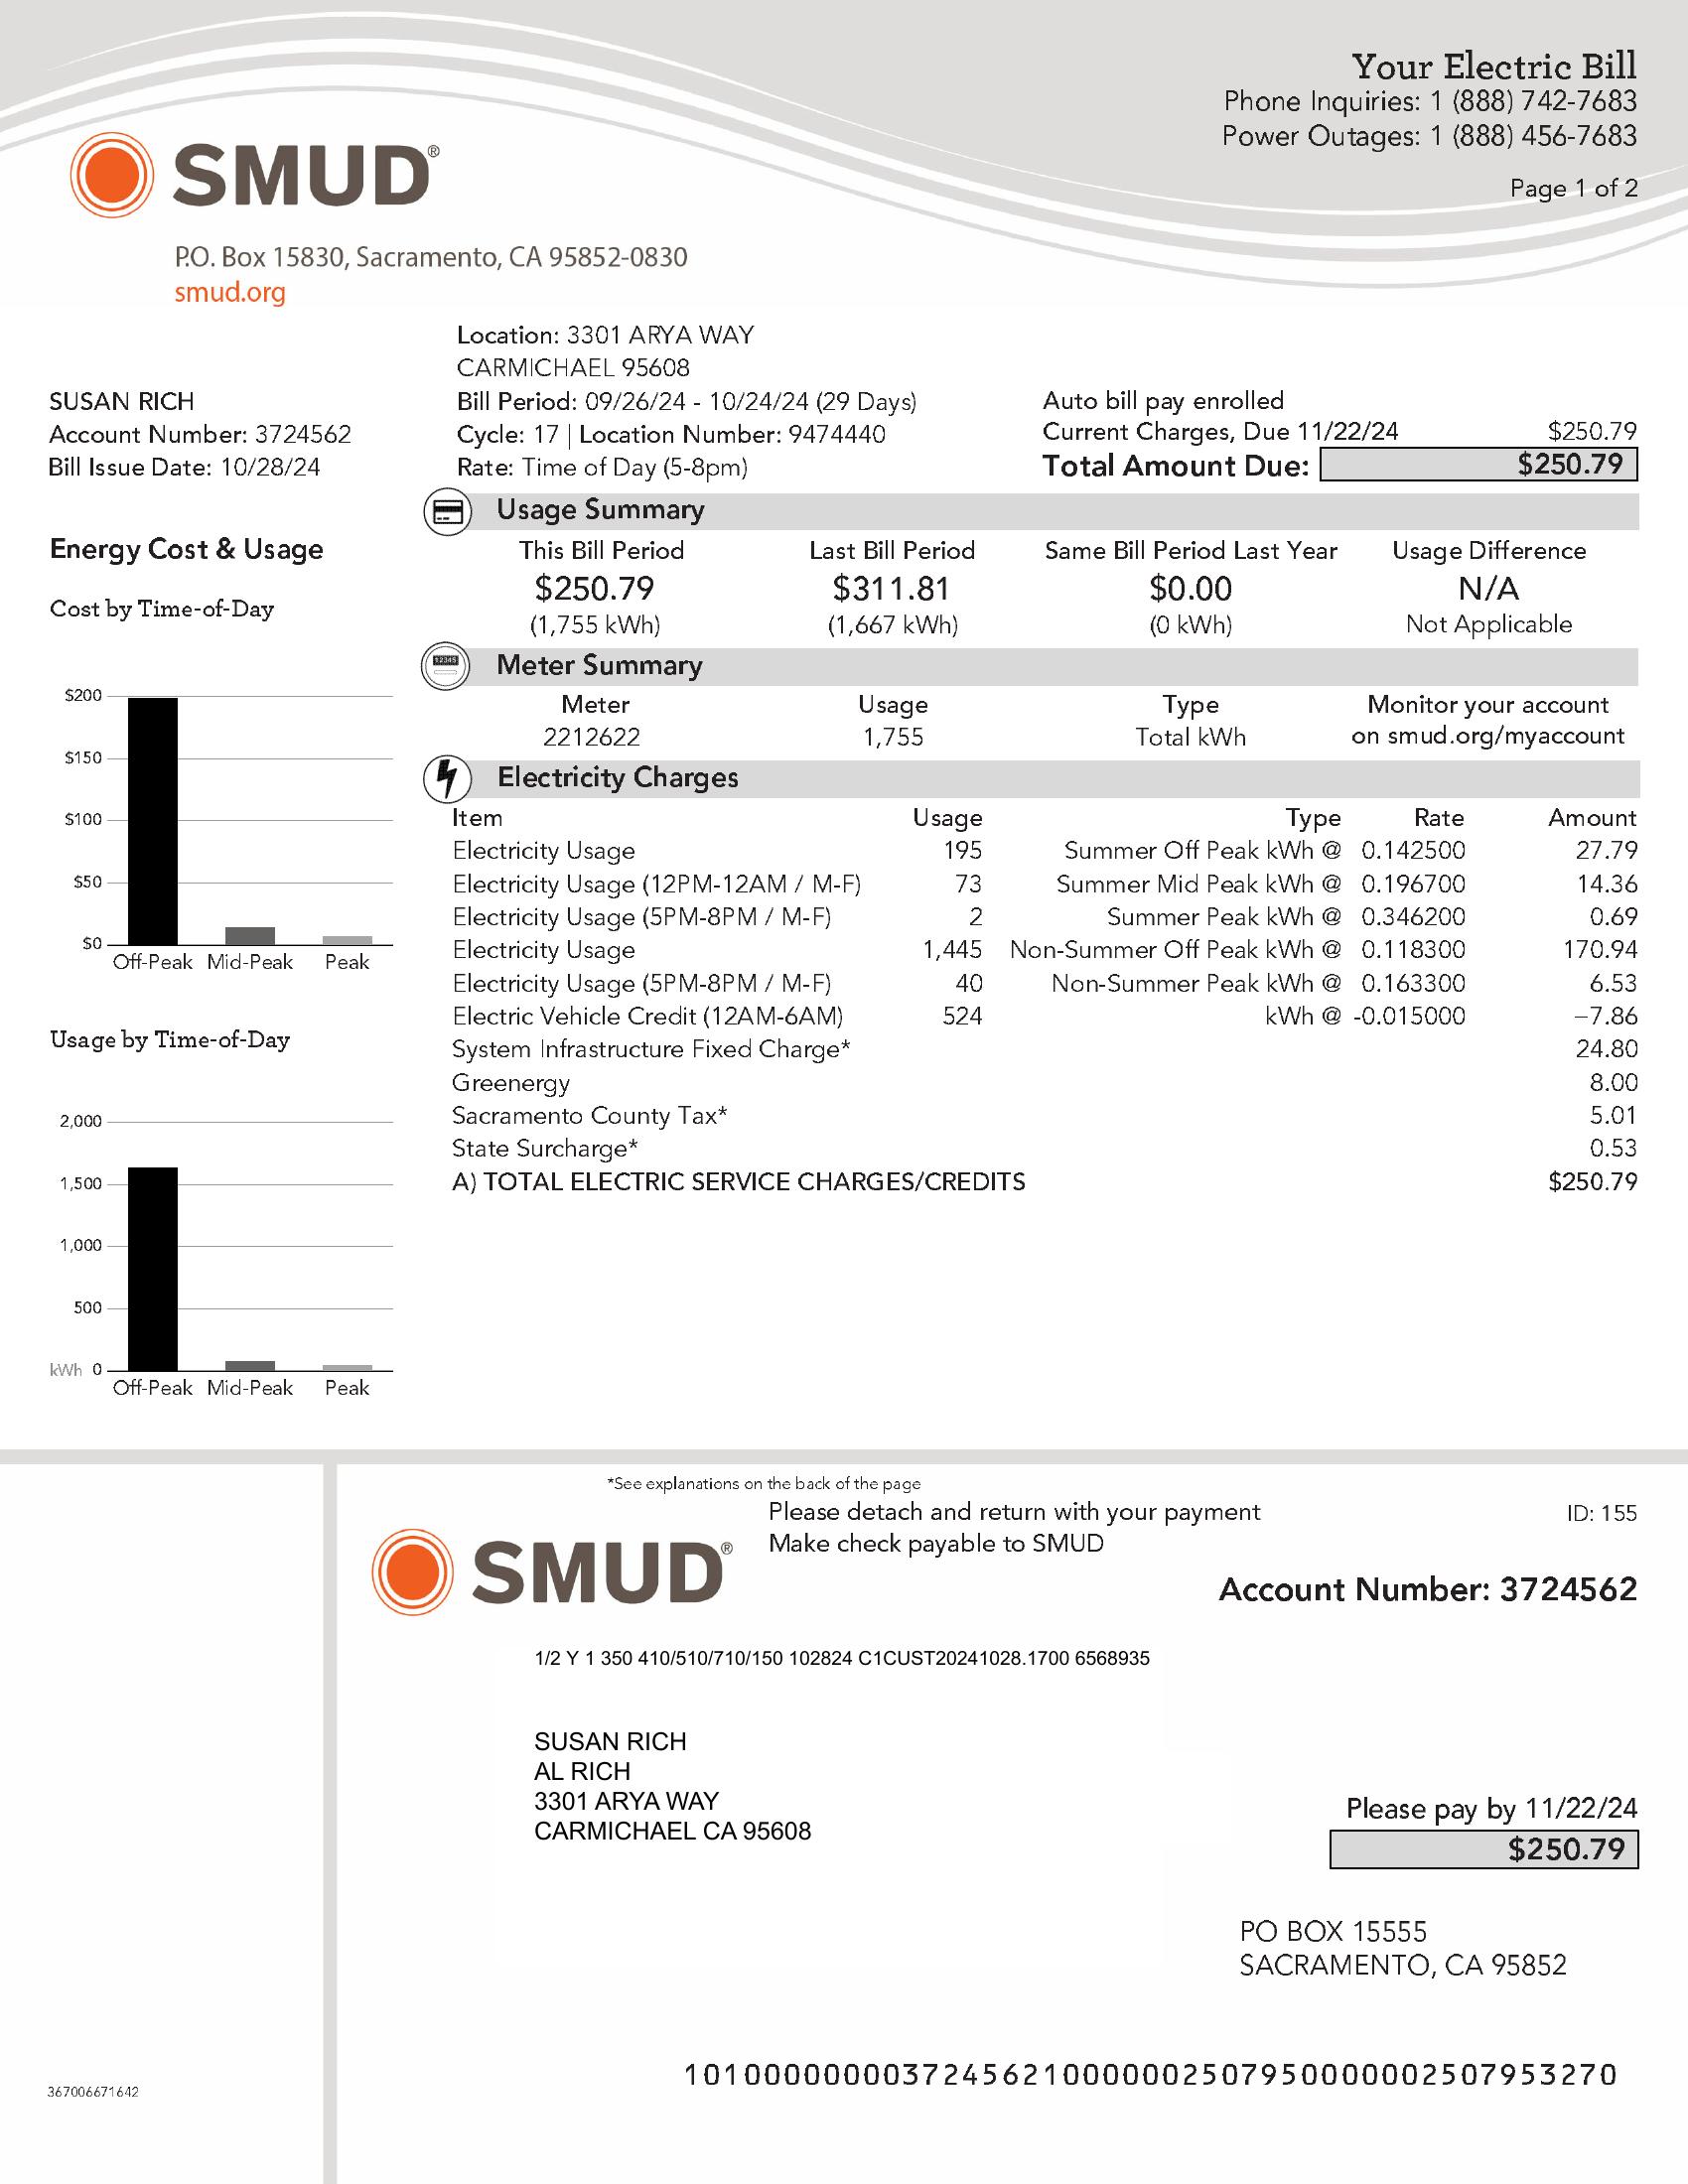 Your Electric Bill
Phone Inquiries: 1 (888) 742-7683
Power Outages: 1 (888) 456-7683
Page 1 of 2
SMUD®
P.O. Box 15830, Sacramento, CA 95852-0830
smud.org
SUSAN RICH
Account Number: 3724562
Bill Issue Date: 10/28/24
Location: 3301 ARYA WAY
CARMICHAEL 95608
Bill Period: 09/26/24 - 10/24/24 (29 Days)
Cycle: 17 | Location Number: 9474440
Rate: Time of Day (5-8pm)
Auto bill pay enrolled
Current Charges, Due 11/22/24 $250.79
Total Amount Due: $250.79
Energy Cost & Usage
Cost by Time-of-Day
$200
$150
$100
$50
$0
Off-Peak Mid-Peak Peak
Usage by Time-of-Day
2,000
1,500
1,000
500
kWh 0
Off-Peak Mid-Peak Peak
Usage Summary
This Bill Period Last Bill Period Same Bill Period Last Year Usage Difference
$250.79 $311.81 $0.00 N/A
(1,755 kWh) (1,667 kWh) (0 kWh) Not Applicable
12345
Meter Summary
Meter Usage Type Monitor your account
2212622 1,755 Total kWh on smud.org/myaccount
Electricity Charges
Item Usage Type Rate Amount
Electricity Usage 195 Summer Off Peak kWh @ 0.142500 27.79
Electricity Usage (12PM-12AM / M-F) 73 Summer Mid Peak kWh @ 0.196700 14.36
Electricity Usage (5PM-8PM / M-F) 2 Summer Peak kWh @ 0.346200 0.69
Electricity Usage 1,445 Non-Summer Off Peak kWh @ 0.118300 170.94
Electricity Usage (5PM-8PM / M-F) 40 Non-Summer Peak kWh @ 0.163300 6.53
Electric Vehicle Credit (12AM-6AM) 524 kWh @ -0.015000 –7.86
System Infrastructure Fixed Charge* 24.80
Greenergy 8.00
Sacramento County Tax* 5.01
State Surcharge* 0.53
A) TOTAL ELECTRIC SERVICE CHARGES/CREDITS $250.79
*See explanations on the back of the page
Please detach and return with your payment
Make check payable to SMUD
ID: 155
SMUD®
Account Number: 3724562
1/2 Y 1 350 410/510/710/150 102824 C1CUST20241028.1700 6568935
SUSAN RICH
AL RICH
3301 ARYA WAY
CARMICHAEL CA 95608
Please pay by 11/22/24
$250.79
PO BOX 15555
SACRAMENTO, CA 95852
10100000000372456210000002507950000002507953270
367006671642